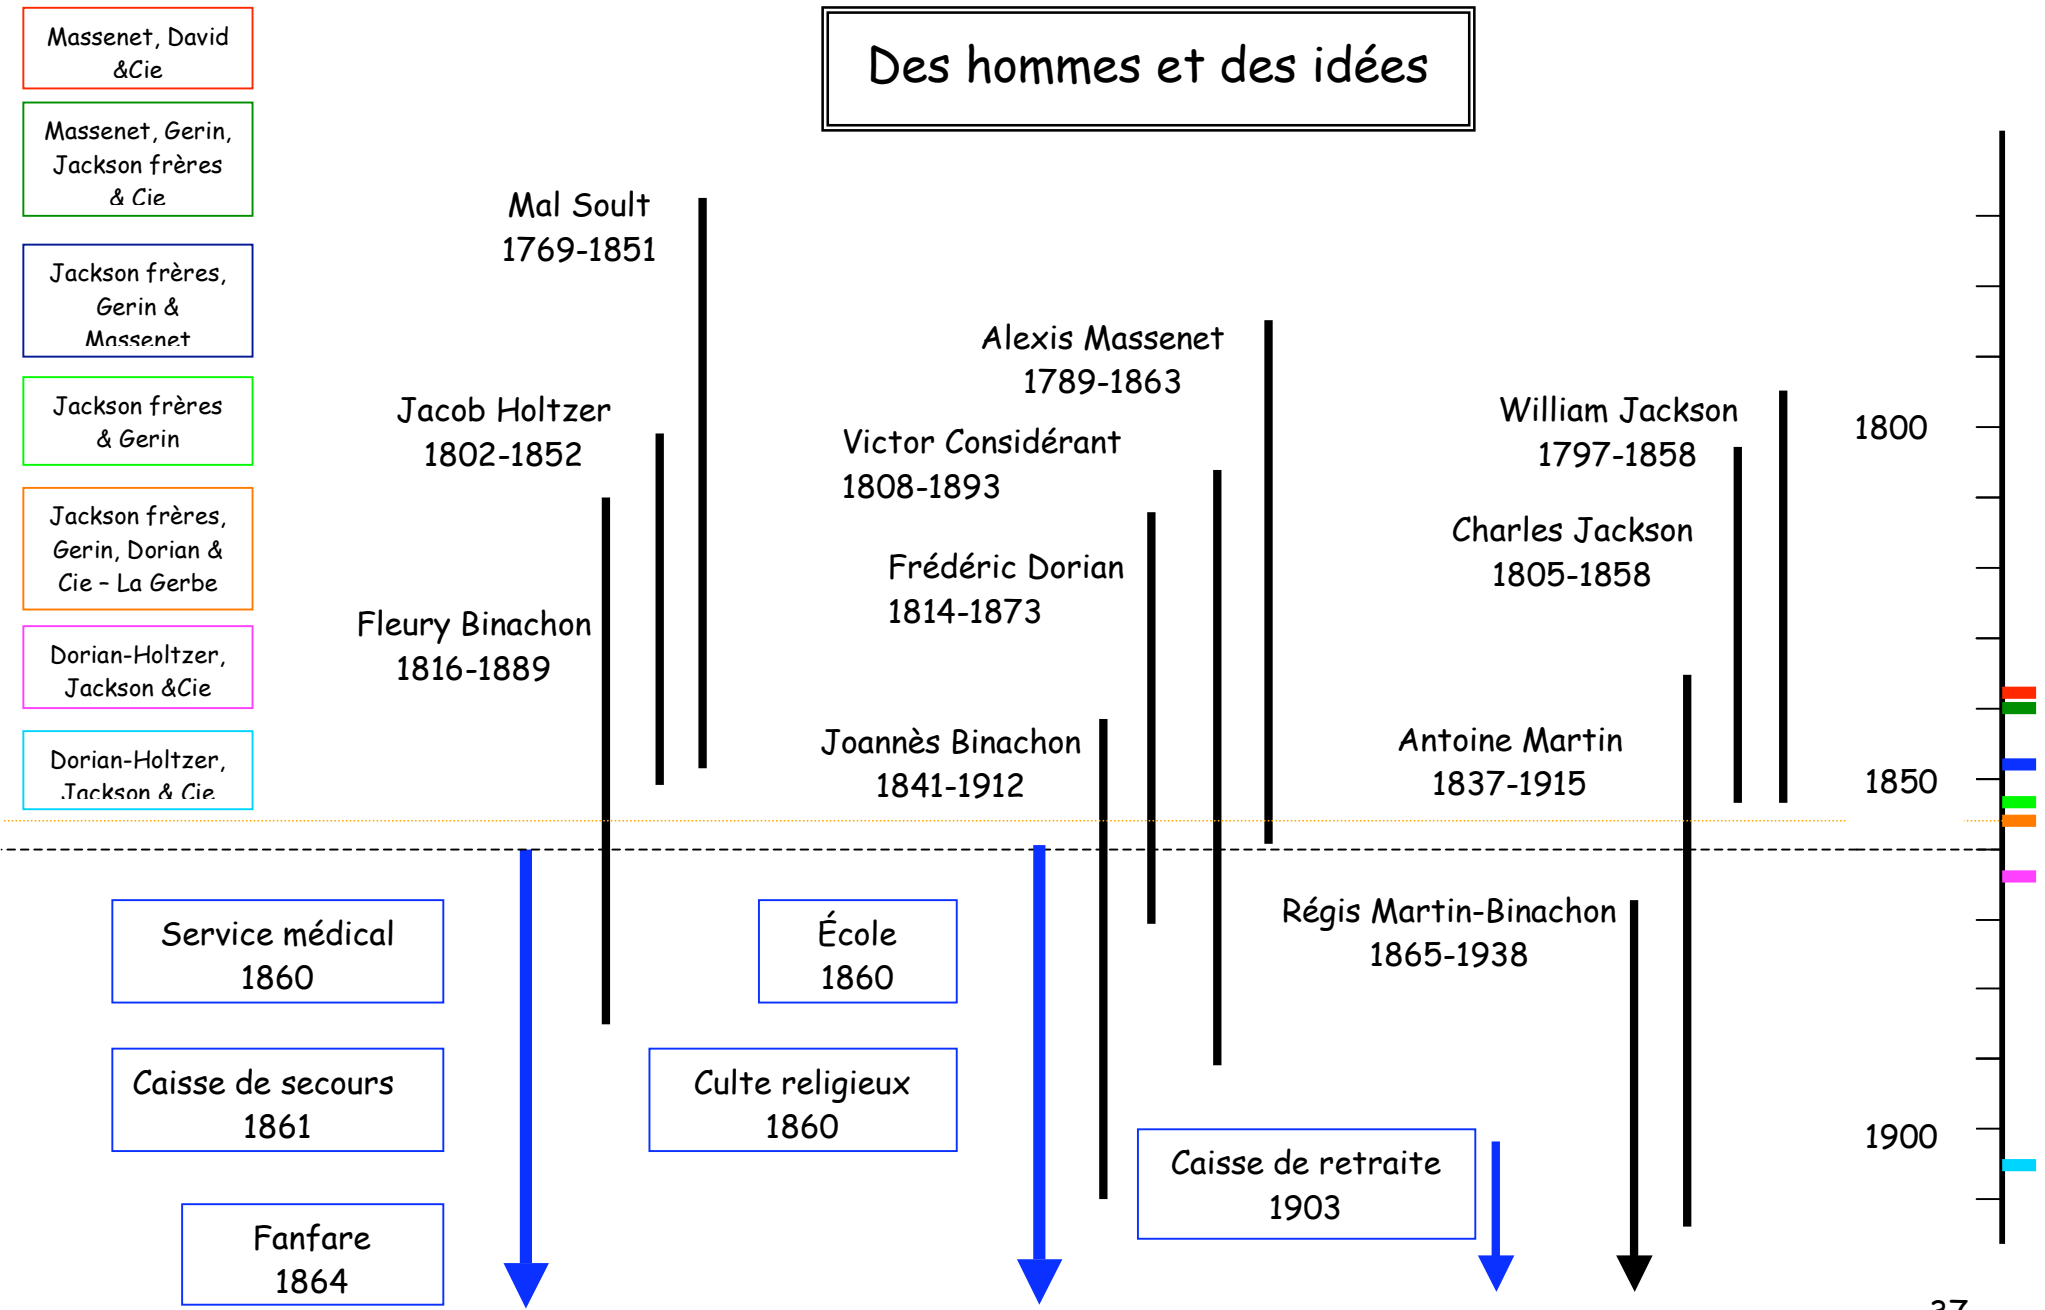 Massenet, David
&Cie
Massenet, Gerin,
Jackson frères
& Cie
Jackson frères,
Gerin &
Massenet
Jackson frères
& Gerin
Jackson frères,
Gerin, Dorian &
Cie – La Gerbe
Dorian-Holtzer,
Jackson &Cie
Dorian-Holtzer,
Jackson & Cie
Des hommes et des idées
Mal Soult
1769-1851
Jacob Holtzer
1802-1852
Fleury Binachon
1816-1889
Alexis Massenet
1789-1863
Victor Considérant
1808-1893
Frédéric Dorian
1814-1873
Joannès Binachon
1841-1912
William Jackson
1797-1858
Charles Jackson
1805-1858
Antoine Martin
1837-1915
Régis Martin-Binachon
1865-1938
1800
1850
1900
Service médical
1860
Caisse de secours
1861
Fanfare
1864
École
1860
Culte religieux
1860
Caisse de retraite
1903
37